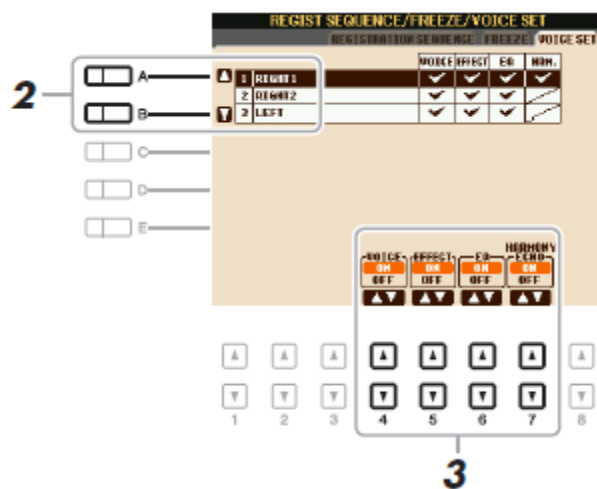 REGIST SEQUENCE/FREEZE/VOICE SET
REGISTRATION SEQUENCE FREEZE VOICE SET
VOICE EFFECT EQ HAR.
A 1 RIGHT1
2 RIGHT2
B 3 LEFT
2
C
D
E
HARMONY
VOICE EFFECT EQ ECHO
ON ON ON ON
OFF OFF OFF OFF
1 2 3 4 5 6 7 8
3